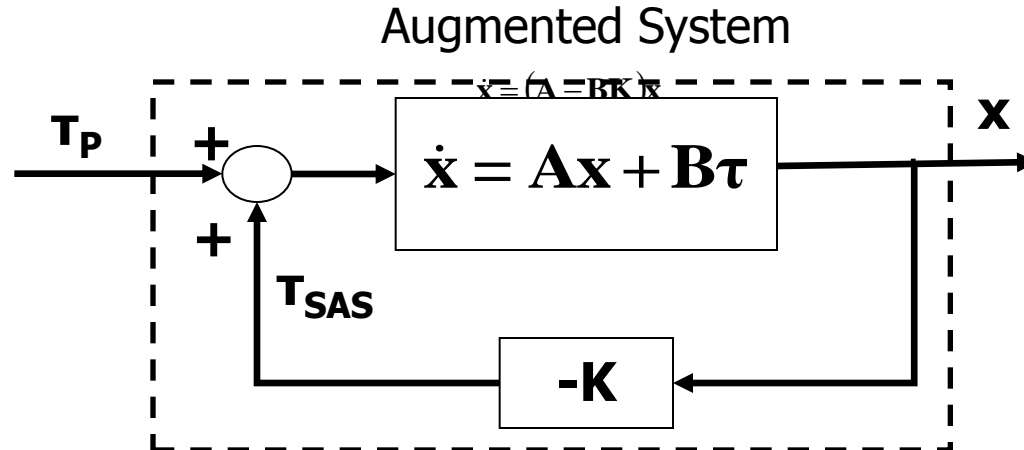 Augmented System
ẋ = (A − BK)x
τP
+
x
ẋ = Ax + Bτ
+
τSAS
-K